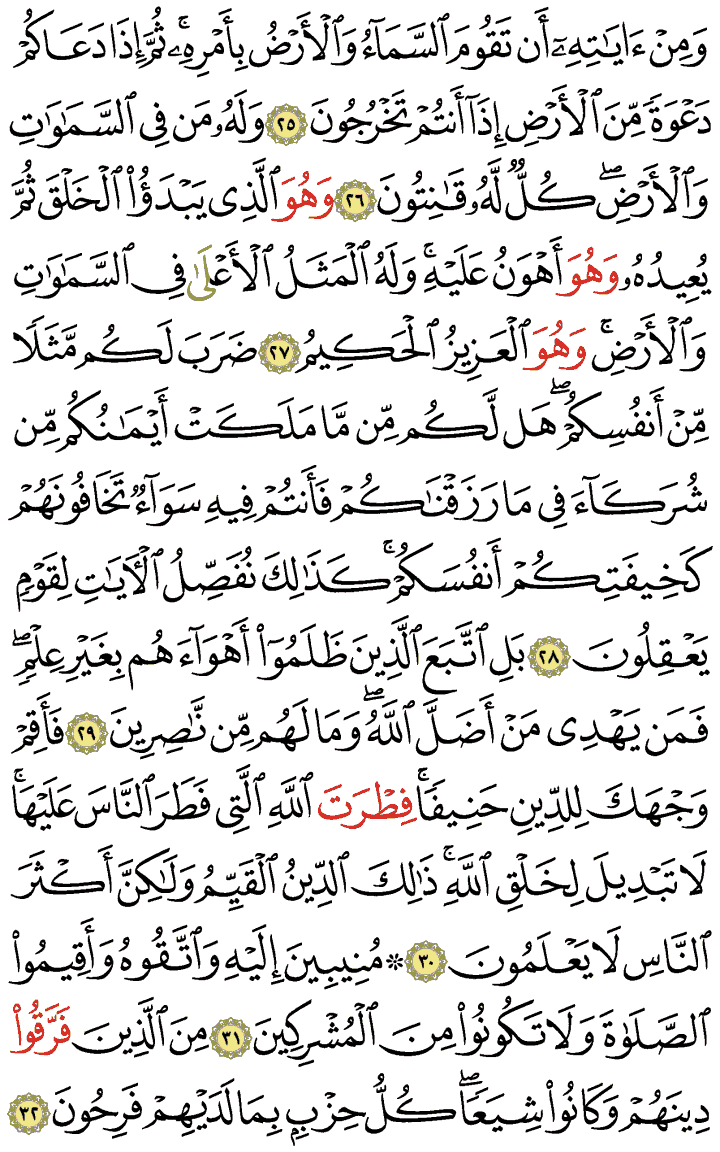 وَمِنْ ءَايَٰتِهِۦٓ أَن تَقُومَ ٱلسَّمَآءُ وَٱلْأَرْضُ بِأَمْرِهِۦ ۚ ثُمَّ إِذَا دَعَاكُمْ
دَعْوَةً مِّنَ ٱلْأَرْضِ إِذَآ أَنتُمْ تَخْرُجُونَ ٢٥ وَلَهُۥ مَن فِى ٱلسَّمَٰوَٰتِ
وَٱلْأَرْضِ ۖ كُلٌّ لَّهُۥ قَٰنِتُونَ ٢٦ وَهُوَ ٱلَّذِى يَبْدَؤُا۟ ٱلْخَلْقَ ثُمَّ
يُعِيدُهُۥ وَهُوَ أَهْوَنُ عَلَيْهِ ۚ وَلَهُ ٱلْمَثَلُ ٱلْأَعْلَىٰ فِى ٱلسَّمَٰوَٰتِ
وَٱلْأَرْضِ ۚ وَهُوَ ٱلْعَزِيزُ ٱلْحَكِيمُ ٢٧ ضَرَبَ لَكُم مَّثَلًا
مِّنْ أَنفُسِكُمْ ۖ هَل لَّكُم مِّن مَّا مَلَكَتْ أَيْمَٰنُكُم مِّن
شُرَكَآءَ فِى مَا رَزَقْنَٰكُمْ فَأَنتُمْ فِيهِ سَوَآءٌ تَخَافُونَهُمْ
كَخِيفَتِكُمْ أَنفُسَكُمْ ۚ كَذَٰلِكَ نُفَصِّلُ ٱلْءَايَٰتِ لِقَوْمٍ
يَعْقِلُونَ ٢٨ بَلِ ٱتَّبَعَ ٱلَّذِينَ ظَلَمُوٓا۟ أَهْوَآءَهُم بِغَيْرِ عِلْمٍ ۖ
فَمَن يَهْدِى مَنْ أَضَلَّ ٱللَّهُ ۖ وَمَا لَهُم مِّن نَّٰصِرِينَ ٢٩ فَأَقِمْ
وَجْهَكَ لِلدِّينِ حَنِيفًا ۚ فِطْرَتَ ٱللَّهِ ٱلَّتِى فَطَرَ ٱلنَّاسَ عَلَيْهَا ۚ
لَا تَبْدِيلَ لِخَلْقِ ٱللَّهِ ۚ ذَٰلِكَ ٱلدِّينُ ٱلْقَيِّمُ وَلَٰكِنَّ أَكْثَرَ
ٱلنَّاسِ لَا يَعْلَمُونَ ٣٠ * مُنِيبِينَ إِلَيْهِ وَٱتَّقُوهُ وَأَقِيمُوا۟
ٱلصَّلَوٰةَ وَلَا تَكُونُوا۟ مِنَ ٱلْمُشْرِكِينَ ٣١ مِنَ ٱلَّذِينَ فَرَّقُوا۟
دِينَهُمْ وَكَانُوا۟ شِيَعًا ۖ كُلُّ حِزْبٍۭ بِمَا لَدَيْهِمْ فَرِحُونَ ٣٢